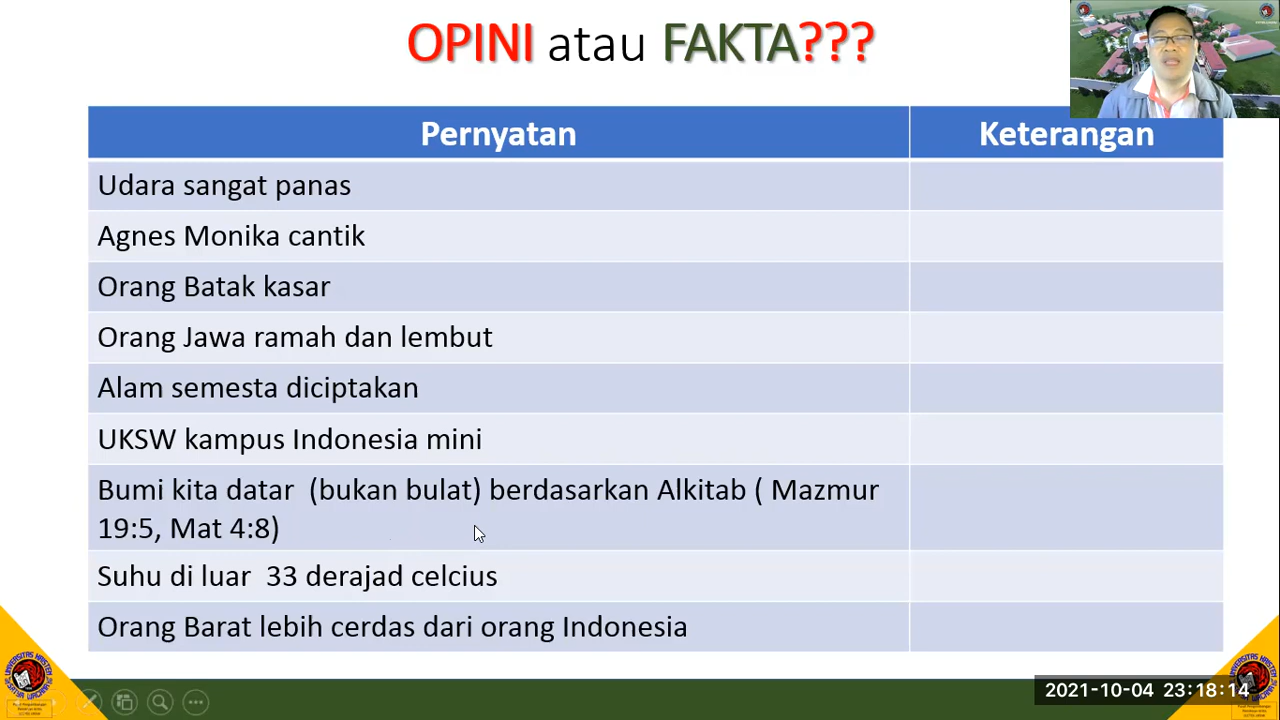 OPINI atau FAKTA???
Pernyatan
Keterangan
Udara sangat panas
Agnes Monika cantik
Orang Batak kasar
Orang Jawa ramah dan lembut
Alam semesta diciptakan
UKSW kampus Indonesia mini
Bumi kita datar (bukan bulat) berdasarkan Alkitab ( Mazmur
19:5, Mat 4:8)
Suhu di luar 33 derajad celcius
Orang Barat lebih cerdas dari orang Indonesia
2021-10-04 23:18:14